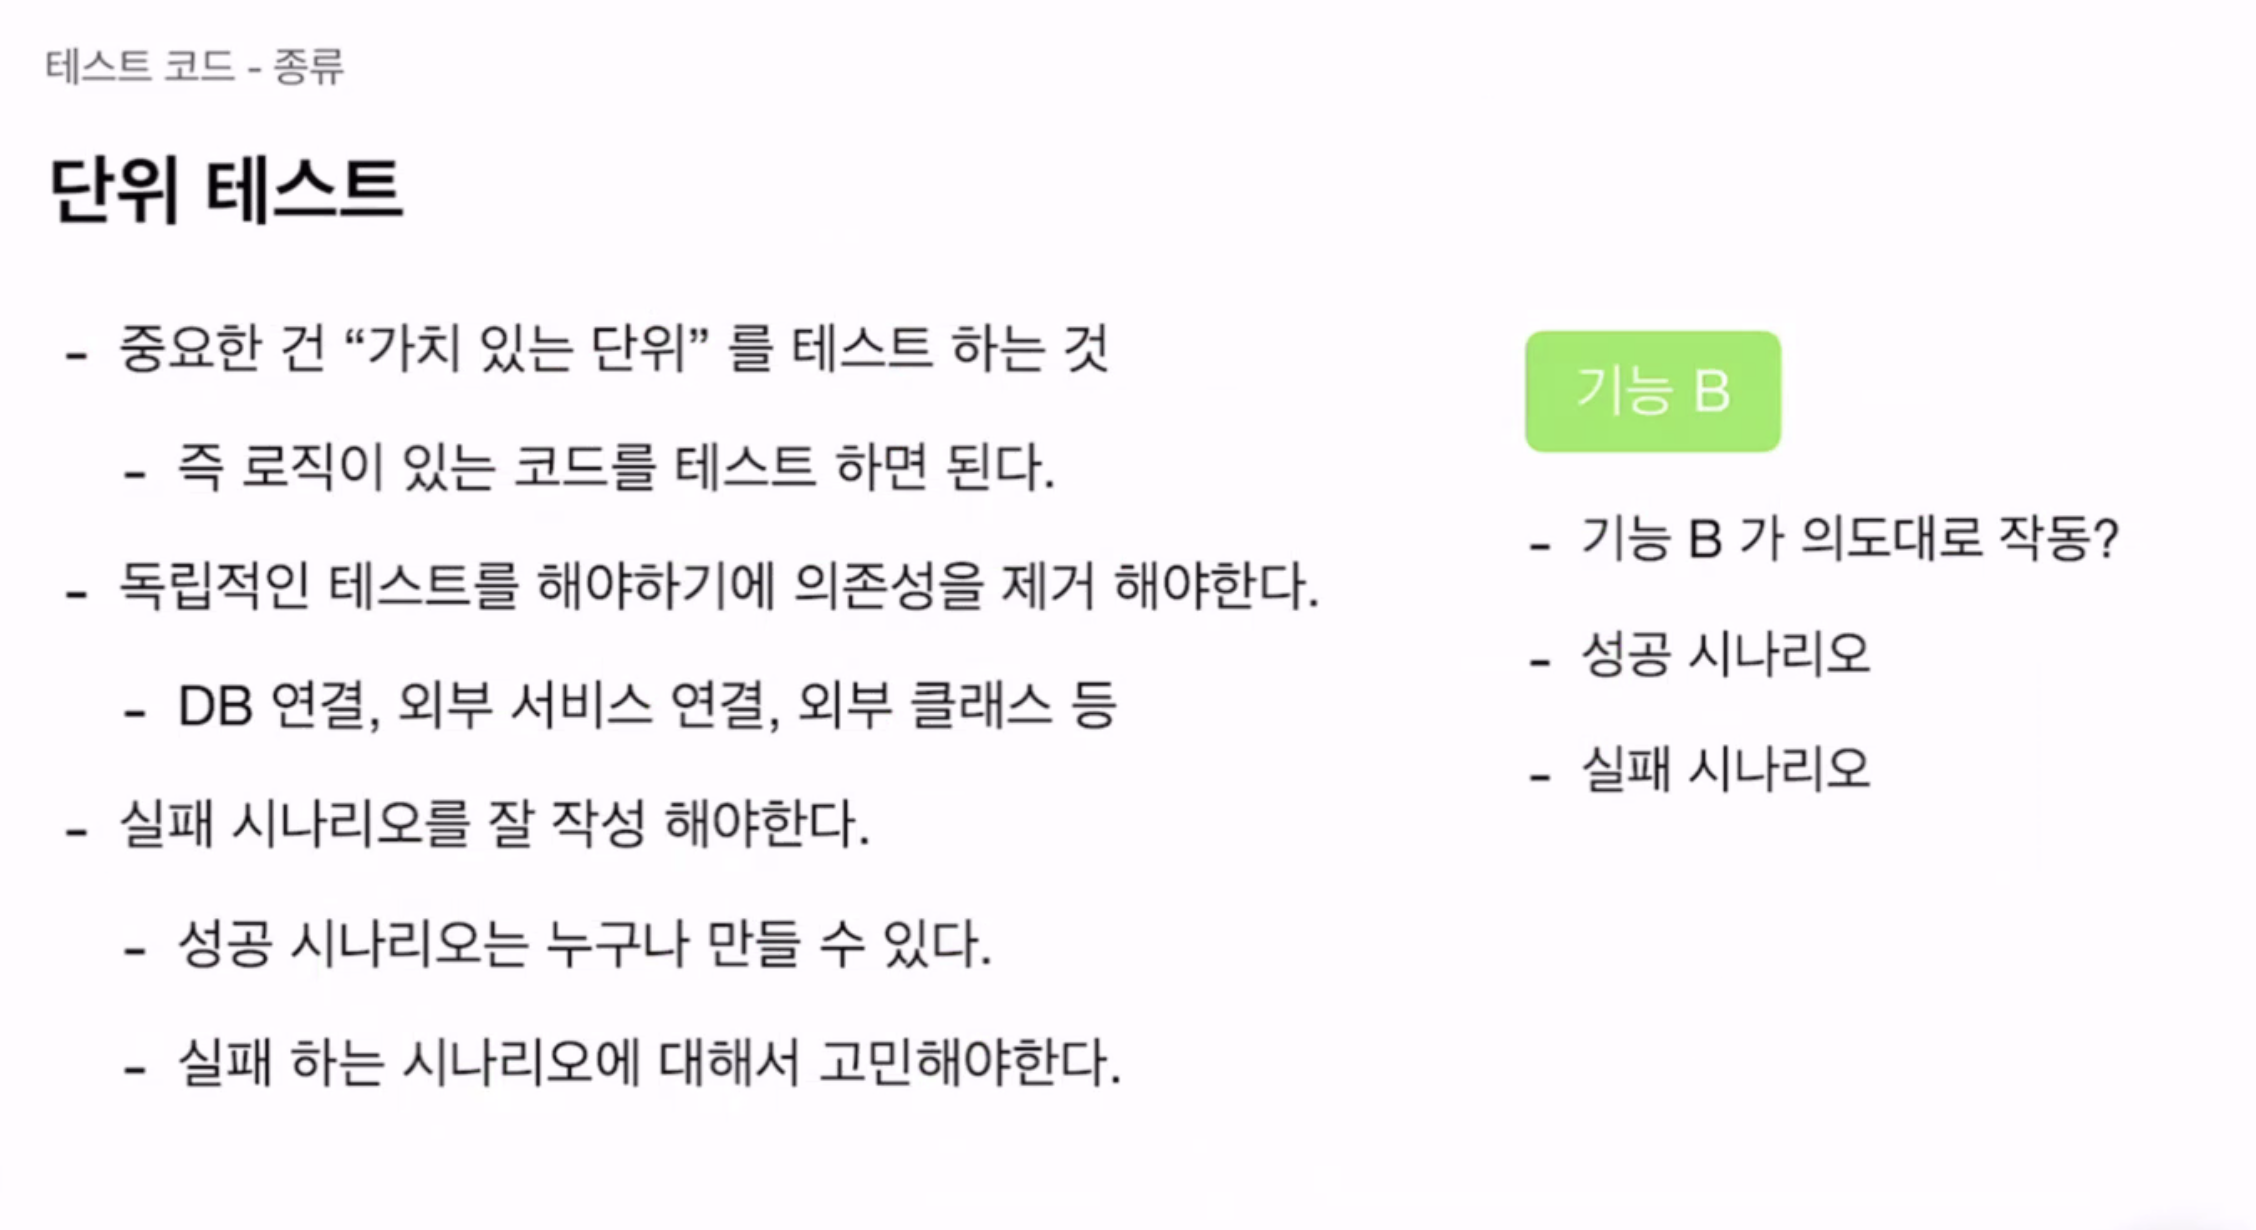 테스트 코드 - 종류
단위 테스트
- 중요한 건 “가치 있는 단위” 를 테스트 하는 것
- 즉 로직이 있는 코드를 테스트 하면 된다.
- 독립적인 테스트를 해야하기에 의존성을 제거 해야한다.
- DB 연결, 외부 서비스 연결, 외부 클래스 등
- 실패 시나리오를 잘 작성 해야한다.
- 성공 시나리오는 누구나 만들 수 있다.
- 실패 하는 시나리오에 대해서 고민해야한다.
기능 B
- 기능 B 가 의도대로 작동?
- 성공 시나리오
- 실패 시나리오